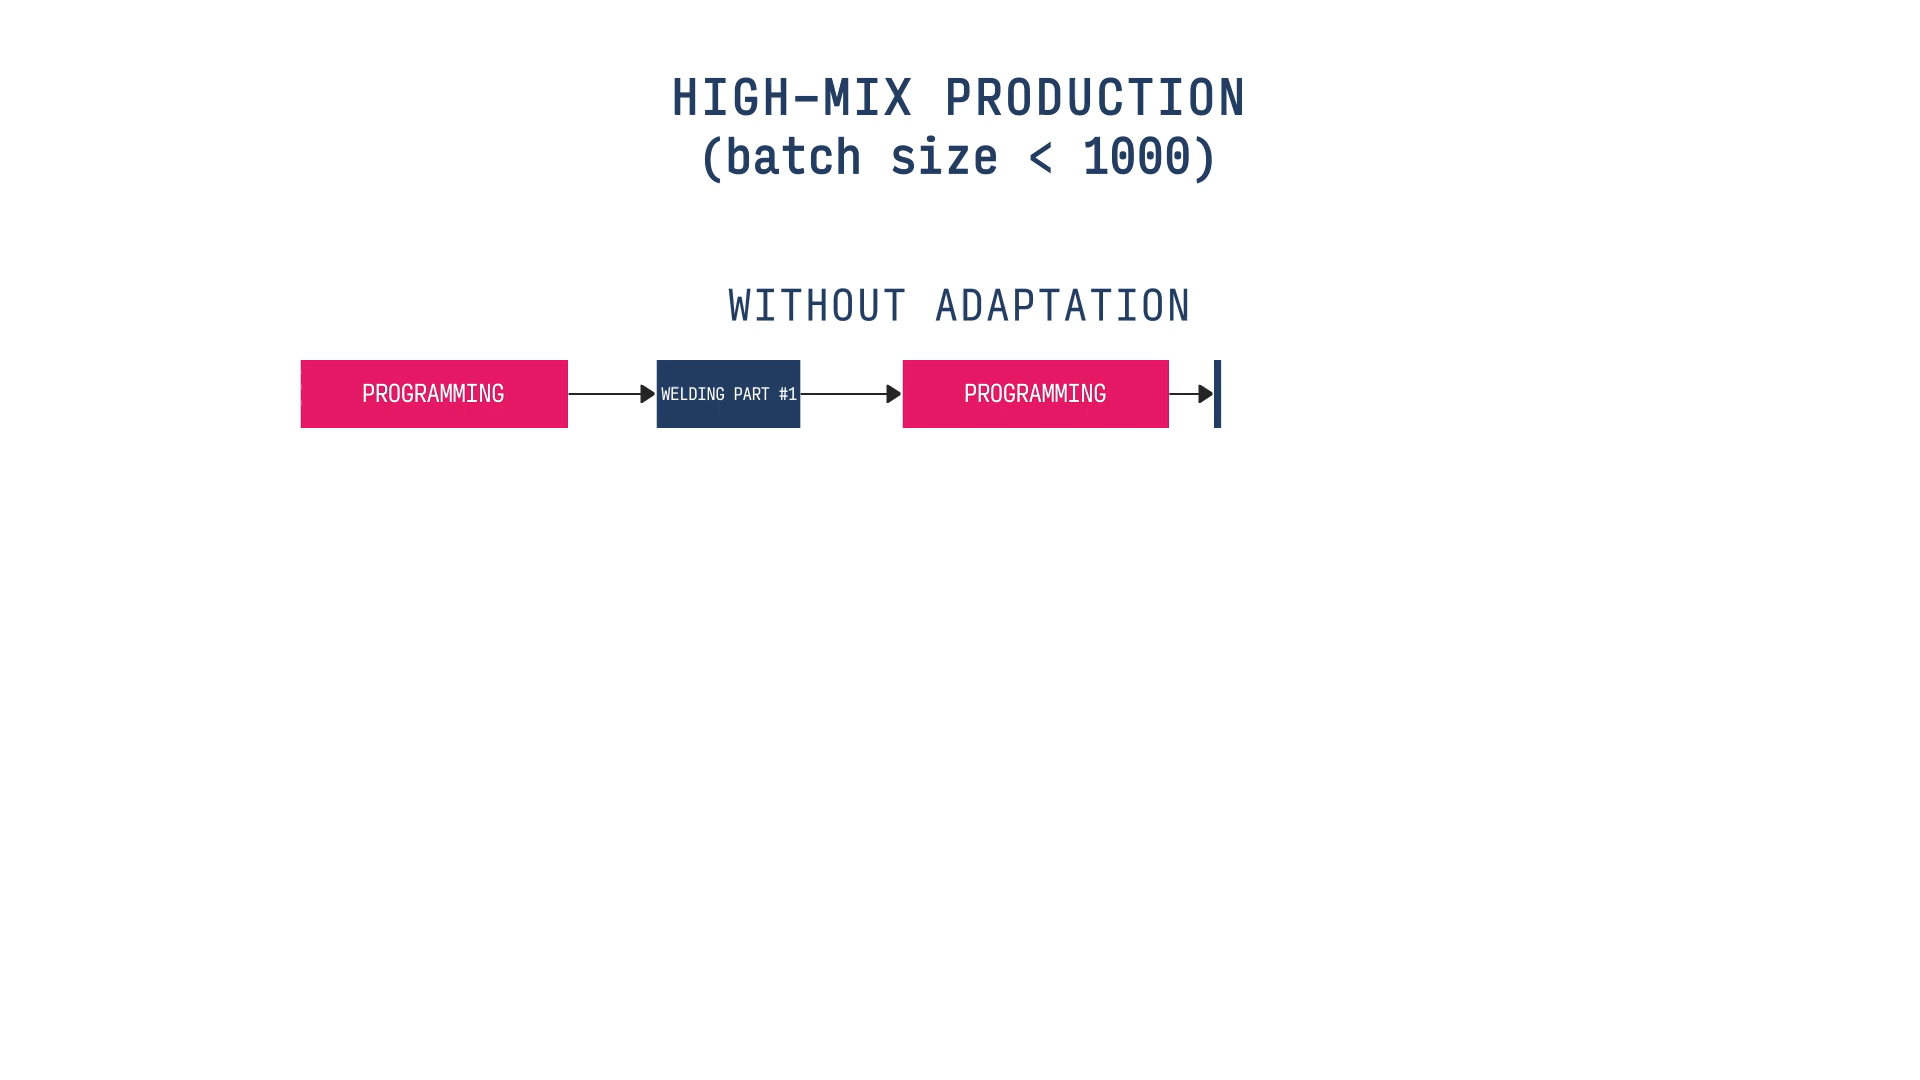 HIGH-MIX PRODUCTION
(batch size < 1000)
WITHOUT ADAPTATION
PROGRAMMING
WELDING PART #1
PROGRAMMING